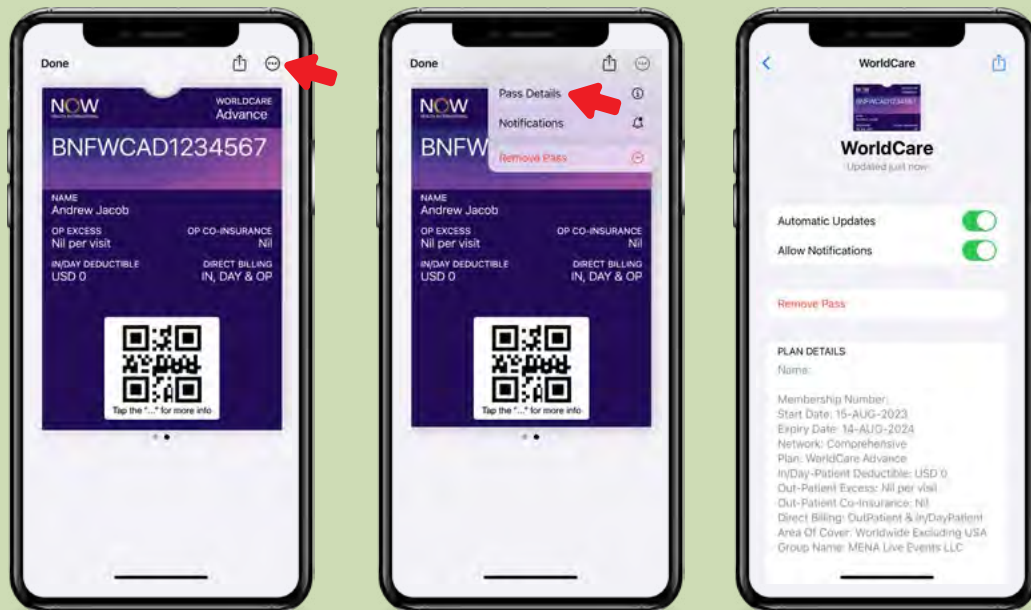 Done
NOW
HEALTH INTERNATIONAL
WORLDCARE
Advance
BNFWCAD1234567
NAME
Andrew Jacob
OP EXCESS
Nil per visit
OP CO-INSURANCE
Nil
IN/DAY DEDUCTIBLE
USD 0
DIRECT BILLING
IN, DAY & OP
Tap the "..." for more info
Done
Pass Details
Notifications
Remove Pass
NOW
HEALTH INTERNATIONAL
BNFW
NAME
Andrew Jacob
OP EXCESS
Nil per visit
OP CO-INSURANCE
Nil
IN/DAY DEDUCTIBLE
USD 0
DIRECT BILLING
IN, DAY & OP
Tap the "..." for more info
WorldCare
NOW
BNFWCAD1234567
WorldCare
Updated just now
Automatic Updates
Allow Notifications
Remove Pass
PLAN DETAILS
Name:
Membership Number:
Start Date: 15-AUG-2023
Expiry Date: 14-AUG-2024
Network: Comprehensive
Plan: WorldCare Advance
In/Day-Patient Deductible: USD 0
Out-Patient Excess: Nil per visit
Out-Patient Co-Insurance: Nil
Direct Billing: OutPatient & In/DayPatient
Area Of Cover: Worldwide Excluding USA
Group Name: MENA Live Events LLC